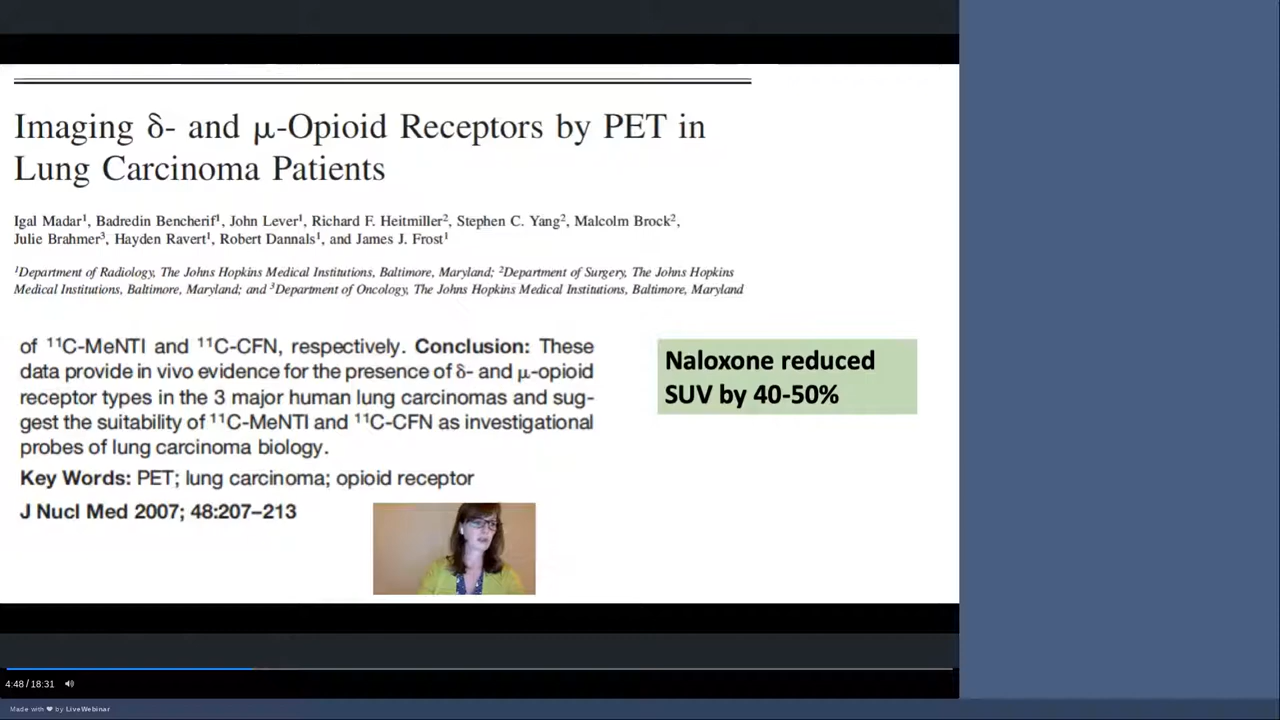 Imaging δ- and μ-Opioid Receptors by PET in
Lung Carcinoma Patients
Igal Madar¹, Badredin Bencherif¹, John Lever¹, Richard F. Heitmiller², Stephen C. Yang², Malcolm Brock²,
Julie Brahmer³, Hayden Ravert¹, Robert Dannals¹, and James J. Frost¹
¹Department of Radiology, The Johns Hopkins Medical Institutions, Baltimore, Maryland; ²Department of Surgery, The Johns Hopkins
Medical Institutions, Baltimore, Maryland; and ³Department of Oncology, The Johns Hopkins Medical Institutions, Baltimore, Maryland
of ¹¹C-MeNTI and ¹¹C-CFN, respectively. Conclusion: These
data provide in vivo evidence for the presence of δ- and μ-opioid
receptor types in the 3 major human lung carcinomas and sug-
gest the suitability of ¹¹C-MeNTI and ¹¹C-CFN as investigational
probes of lung carcinoma biology.
Key Words: PET; lung carcinoma; opioid receptor
J Nucl Med 2007; 48:207–213
Naloxone reduced
SUV by 40-50%
4:48 / 18:31
Made with ❤ by LiveWebinar